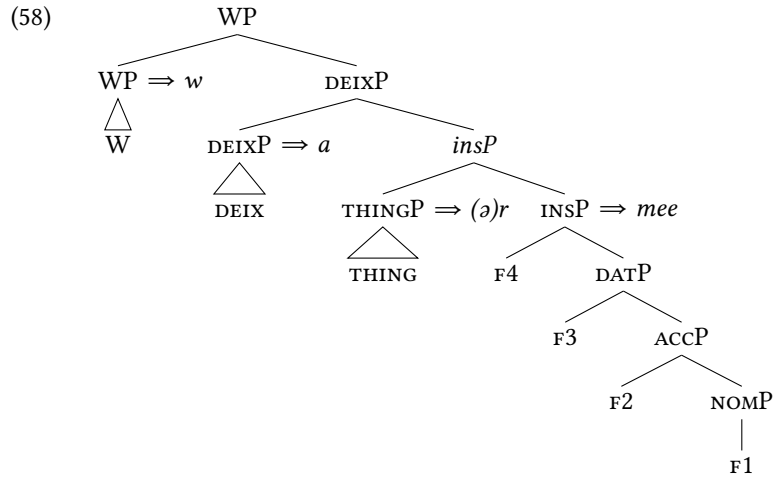 (58) WP
WP ⇒ w DEIXP
W DEIXP ⇒ a insP
DEIX THINGP ⇒ (ə)r INSP ⇒ mee
THING F4 DATP
F3 ACCP
F2 NOMP
F1